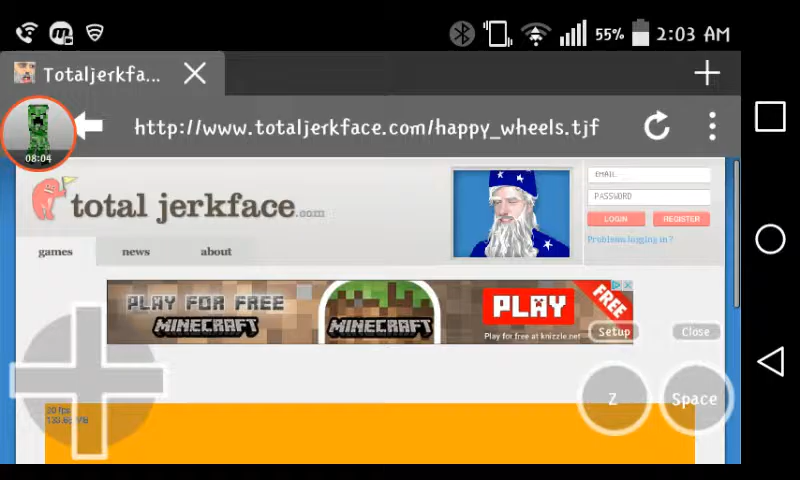 55% 2:03 AM
Totaljerkfa...
08:04
http://www.totaljerkface.com/happy_wheels.tjf
total jerkface.com
EMAIL
PASSWORD
LOGIN REGISTER
Problems logging in?
games news about
PLAY FOR FREE
MINECRAFT
MINECRAFT
PLAY
FREE
Play for free at knizzle.net
Setup Close
Z Space
20 fps